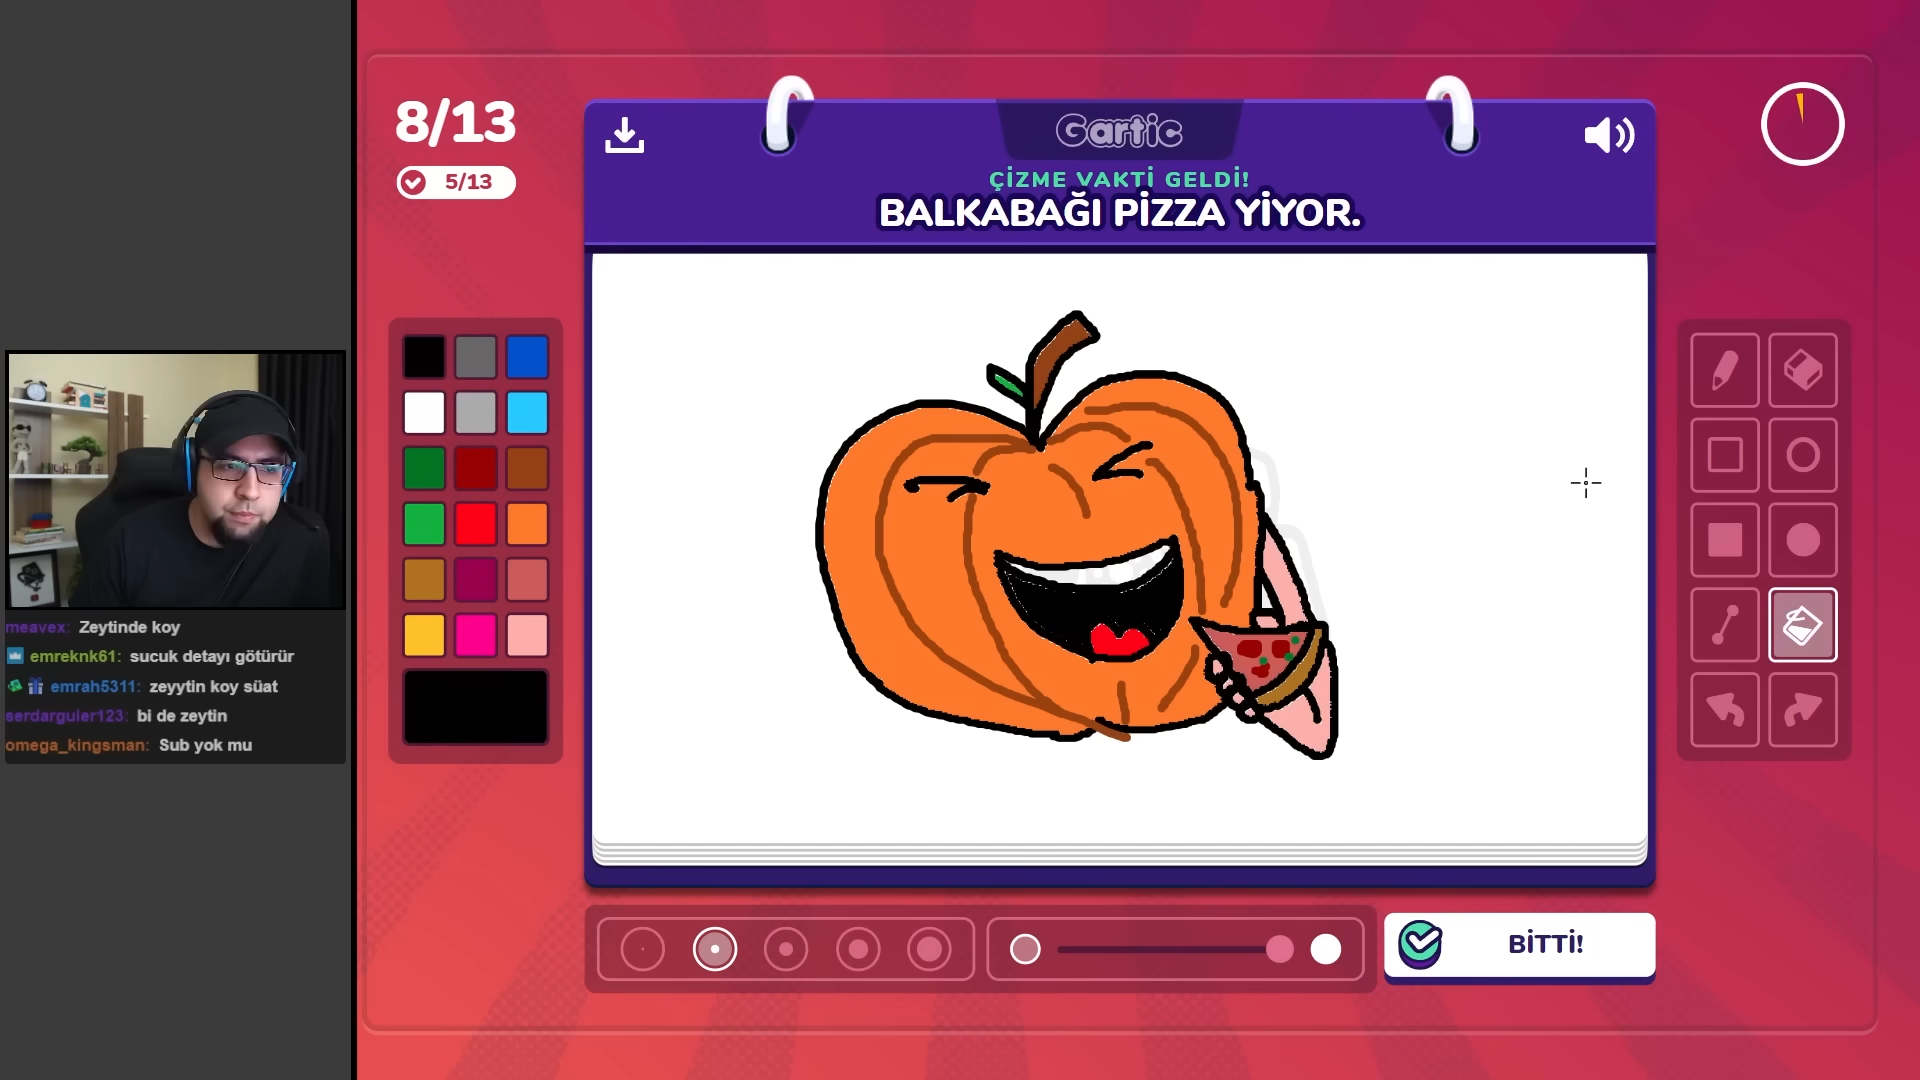 8/13
5/13
Gartic
ÇİZME VAKTİ GELDİ!
BALKABAĞI PİZZA YİYOR.
meavex: Zeytinde koy
emreknk61: sucuk detayı götürür
emrah5311: zeyytin koy süat
serdarguler123: bi de zeytin
omega_kingsman: Sub yok mu
BİTTİ!